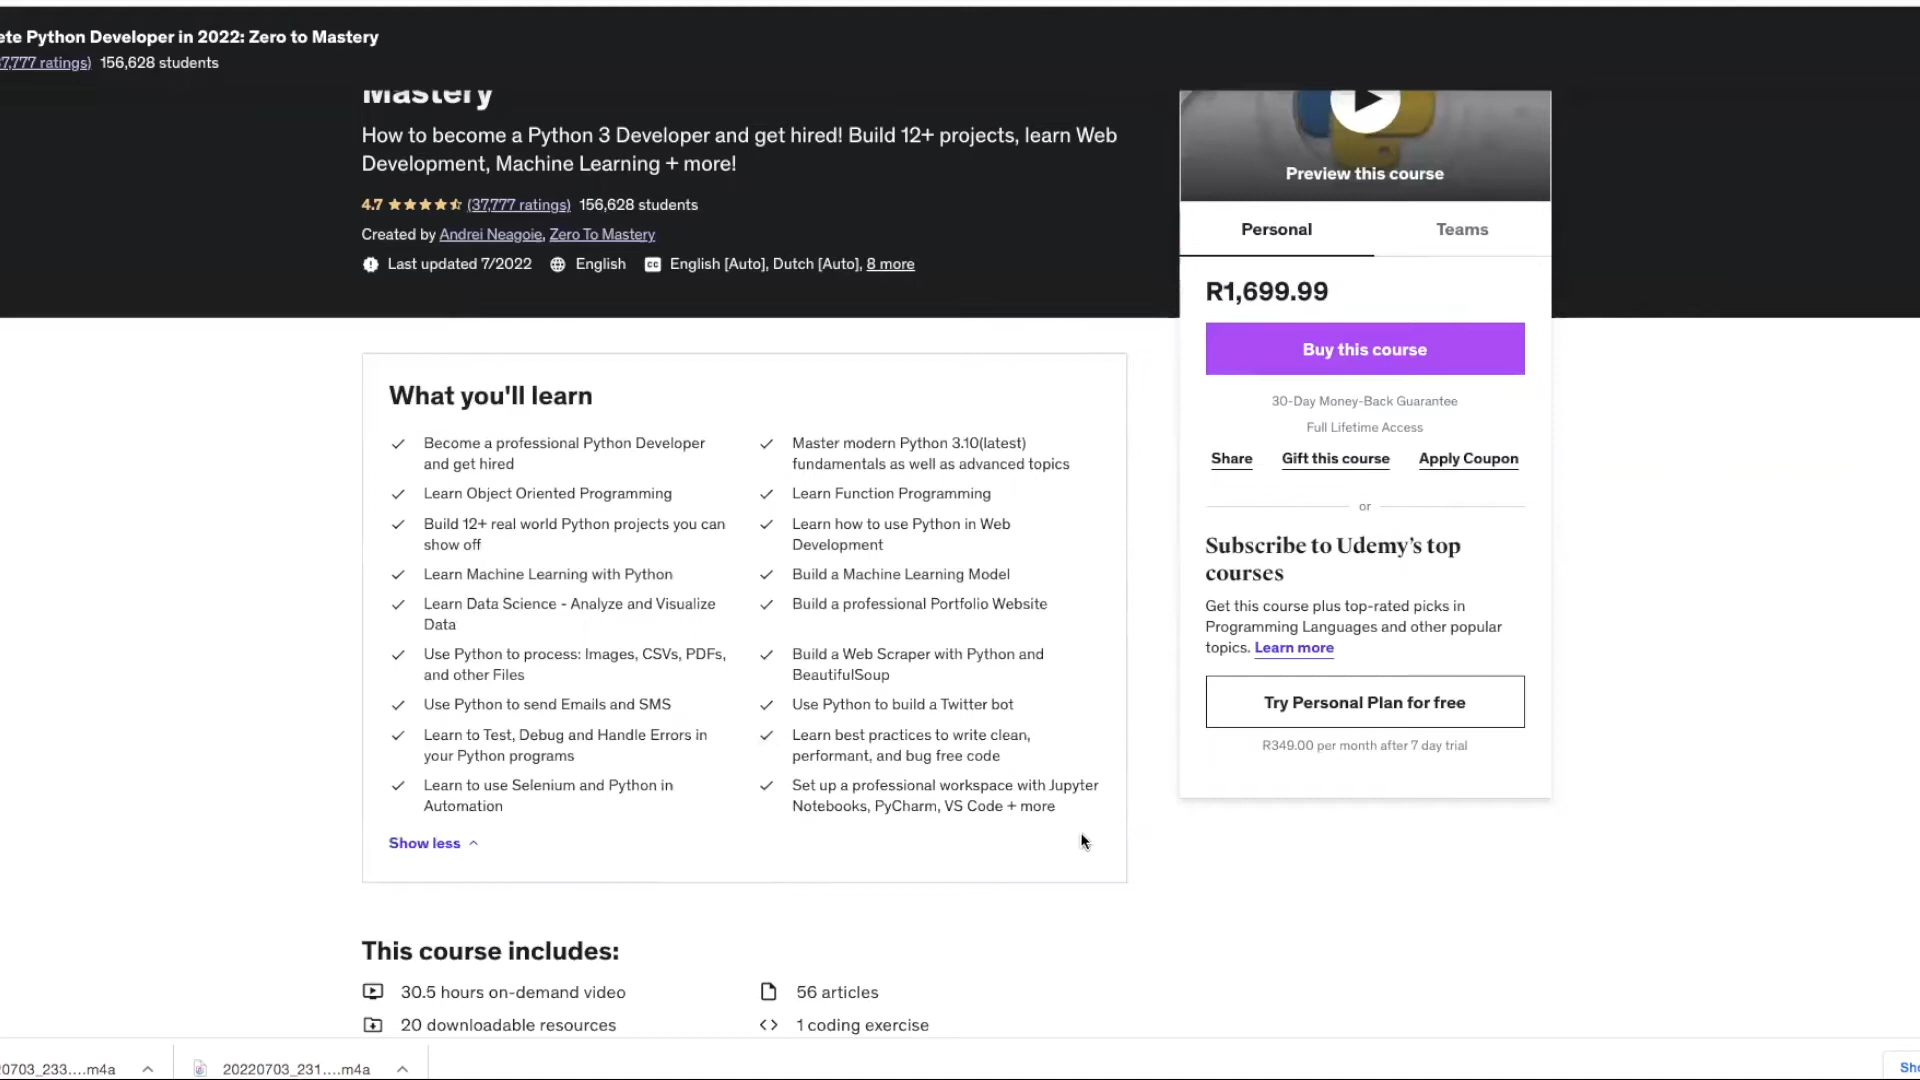 ete Python Developer in 2022: Zero to Mastery
7,777 ratings) 156,628 students
Mastery
How to become a Python 3 Developer and get hired! Build 12+ projects, learn Web
Development, Machine Learning + more!
4.7 (37,777 ratings) 156,628 students
Created by Andrei Neagoie, Zero To Mastery
Last updated 7/2022 English CC English [Auto], Dutch [Auto], 8 more
Preview this course
Personal Teams
R1,699.99
Buy this course
30-Day Money-Back Guarantee
Full Lifetime Access
Share Gift this course Apply Coupon
or
Subscribe to Udemy’s top
courses
Get this course plus top-rated picks in
Programming Languages and other popular
topics. Learn more
Try Personal Plan for free
R349.00 per month after 7 day trial
What you'll learn
Become a professional Python Developer
and get hired
Master modern Python 3.10(latest)
fundamentals as well as advanced topics
Learn Object Oriented Programming
Learn Function Programming
Build 12+ real world Python projects you can
show off
Learn how to use Python in Web
Development
Learn Machine Learning with Python
Build a Machine Learning Model
Learn Data Science - Analyze and Visualize
Data
Build a professional Portfolio Website
Use Python to process: Images, CSVs, PDFs,
and other Files
Build a Web Scraper with Python and
BeautifulSoup
Use Python to send Emails and SMS
Use Python to build a Twitter bot
Learn to Test, Debug and Handle Errors in
your Python programs
Learn best practices to write clean,
performant, and bug free code
Learn to use Selenium and Python in
Automation
Set up a professional workspace with Jupyter
Notebooks, PyCharm, VS Code + more
Show less
This course includes:
30.5 hours on-demand video
56 articles
20 downloadable resources
1 coding exercise
0703_233....m4a
20220703_231....m4a
Sho